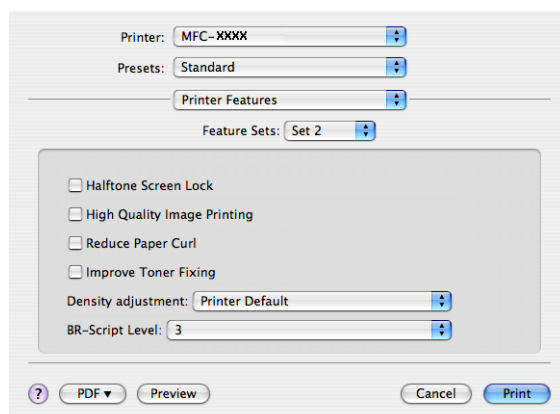 Printer: MFC-XXXX
Presets: Standard
Printer Features
Feature Sets: Set 2
Halftone Screen Lock
High Quality Image Printing
Reduce Paper Curl
Improve Toner Fixing
Density adjustment: Printer Default
BR-Script Level: 3
? PDF ▼ Preview Cancel Print